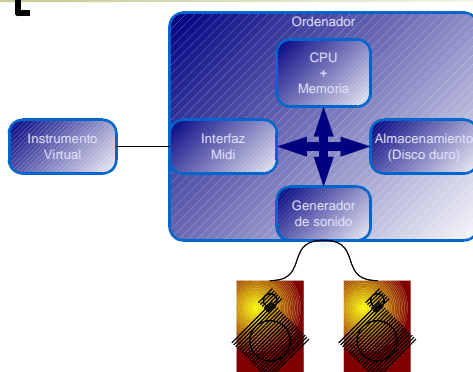 Ordenador
CPU
+
Memoria
Instrumento
Virtual
Interfaz
Midi
Almacenamiento
(Disco duro)
Generador
de sonido